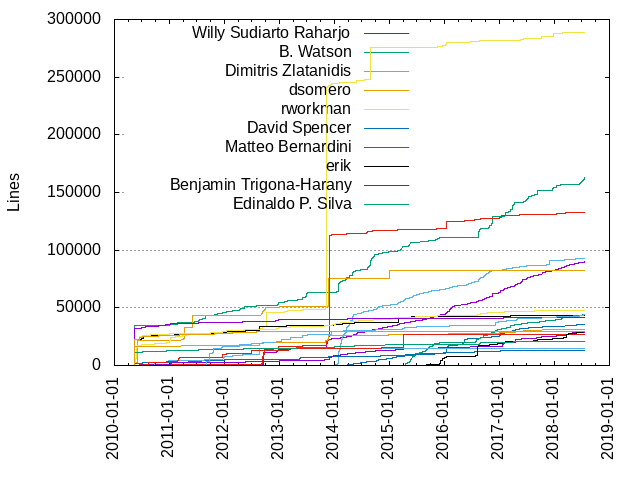 300000
250000
200000
150000
100000
50000
0
Lines
Willy Sudiarto Raharjo
B. Watson
Dimitris Zlatanidis
dsomero
rworkman
David Spencer
Matteo Bernardini
erik
Benjamin Trigona-Harany
Edinaldo P. Silva
2010-01-01
2011-01-01
2012-01-01
2013-01-01
2014-01-01
2015-01-01
2016-01-01
2017-01-01
2018-01-01
2019-01-01